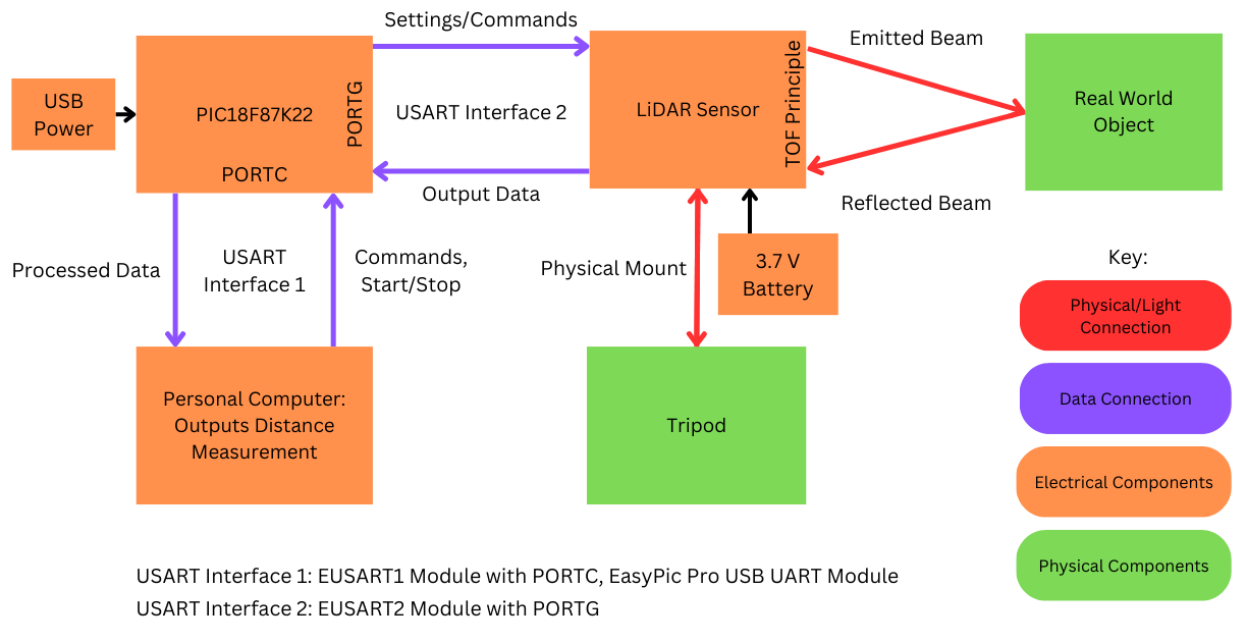 Settings/Commands
Emitted Beam
USB
Power
PIC18F87K22
PORTG
PORTC
USART Interface 2
LiDAR Sensor
TOF Principle
Real World
Object
Output Data
Reflected Beam
Processed Data
USART
Interface 1
Commands,
Start/Stop
Physical Mount
3.7 V
Battery
Key:
Physical/Light
Connection
Data Connection
Electrical Components
Physical Components
Personal Computer:
Outputs Distance
Measurement
Tripod
USART Interface 1: EUSART1 Module with PORTC, EasyPic Pro USB UART Module
USART Interface 2: EUSART2 Module with PORTG